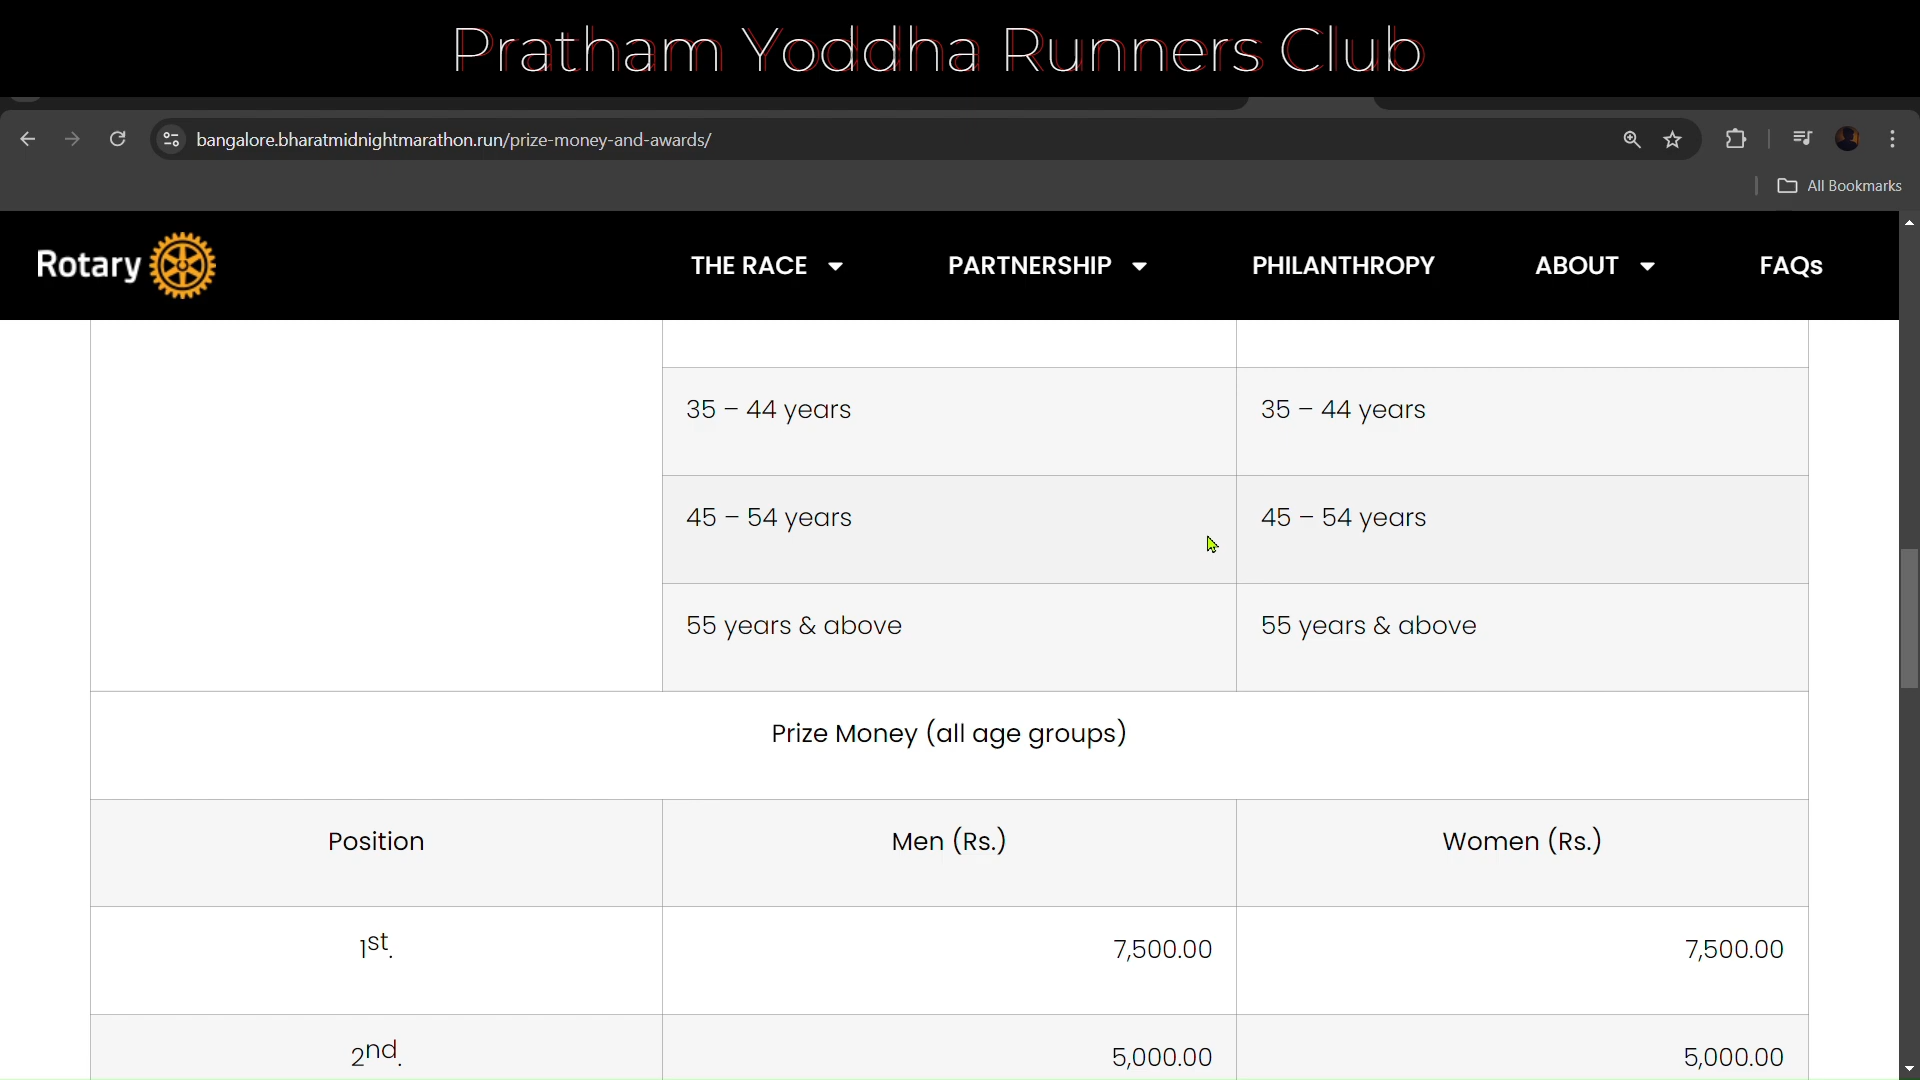 Pratham Yoddha Runners Club
bangalore.bharatmidnightmarathon.run/prize-money-and-awards/
All Bookmarks
Rotary THE RACE PARTNERSHIP PHILANTHROPY ABOUT FAQs
35 – 44 years 35 – 44 years
45 – 54 years 45 – 54 years
55 years & above 55 years & above
Prize Money (all age groups)
Position Men (Rs.) Women (Rs.)
1st. 7,500.00 7,500.00
2nd. 5,000.00 5,000.00